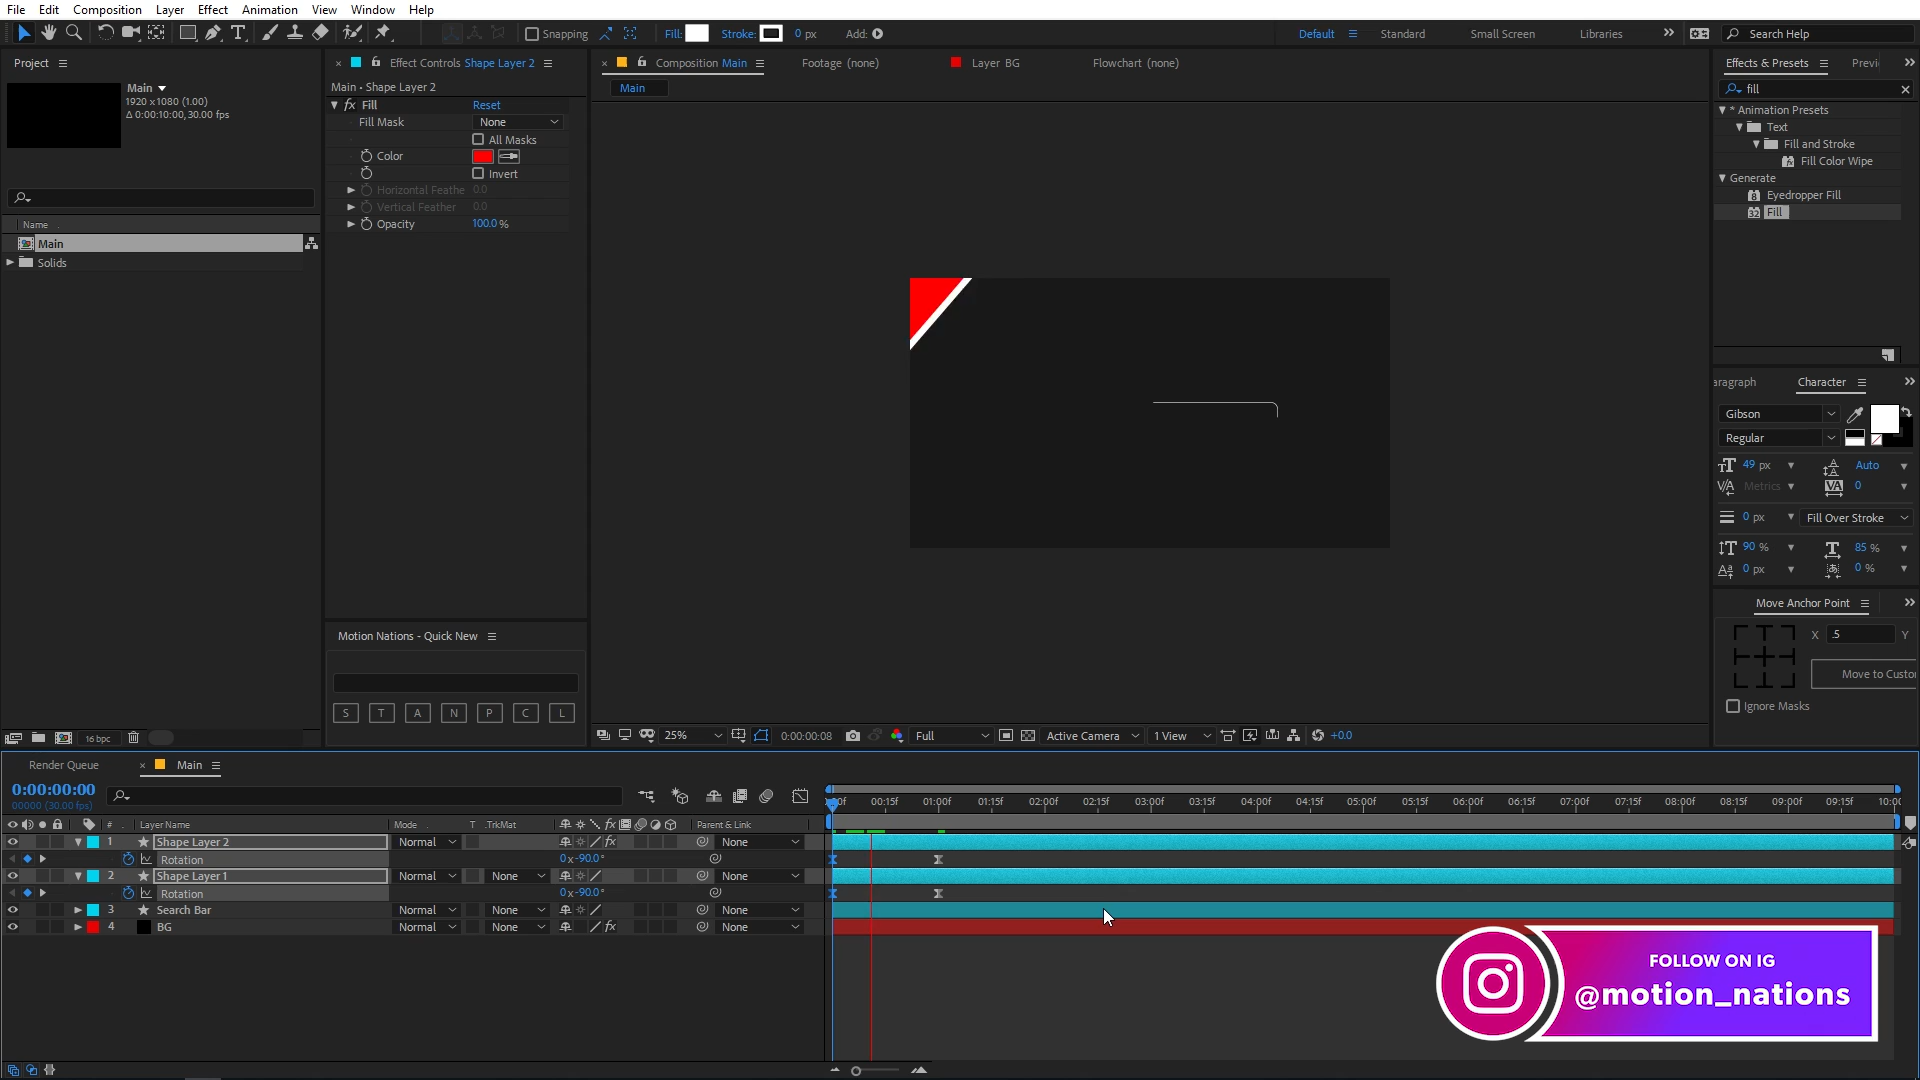 File Edit Composition Layer Effect Animation View Window Help
Snapping Fill: Stroke: 0 px Add: Default Standard Small Screen Libraries Search Help
Project
Main
1920 x1080 (1.00)
Δ 0:00:10:00, 30.00 fps
Name
Main
Solids
16 bpc
Effect Controls Shape Layer 2
Main • Shape Layer 2
fx Fill Reset
Fill Mask None
All Masks
Color
Invert
Horizontal Feathe 0.0
Vertical Feather 0.0
Opacity 100.0 %
Motion Nations - Quick New
S T A N P C L
Composition Main Footage (none) Layer BG Flowchart (none)
Main
25% 0:00:00:08 Full Active Camera 1 View +0.0
Effects & Presets Previ
fill
* Animation Presets
Text
Fill and Stroke
Fill Color Wipe
Generate
Eyedropper Fill
32 Fill
aragraph Character
Gibson
Regular
49 px Auto
Metrics 0
0 px Fill Over Stroke
90 % 85 %
0 px 0 %
Move Anchor Point
X .5 Y
Move to Custo
Ignore Masks
Render Queue Main
0:00:00:00
00000 (30.00 fps)
# Layer Name Mode T .TrkMat fx Parent & Link
1 Shape Layer 2 Normal fx None
Rotation 0 x -90.0 °
2 Shape Layer 1 Normal None None
Rotation 0 x -90.0 °
3 Search Bar Normal None None
4 BG Normal None fx None
00f 00:15f 01:00f 01:15f 02:00f 02:15f 03:00f 03:15f 04:00f 04:15f 05:00f 05:15f 06:00f 06:15f 07:00f 07:15f 08:00f 08:15f 09:00f 09:15f 10:00
FOLLOW ON IG
@motion_nations